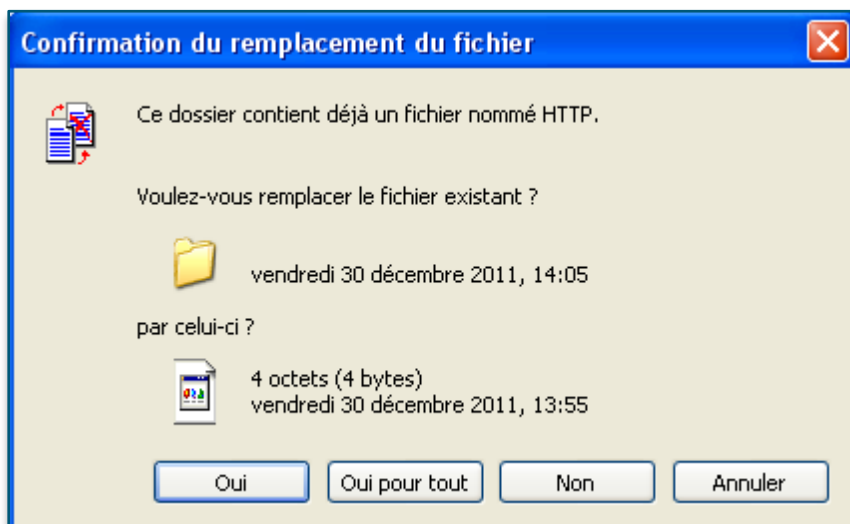 Confirmation du remplacement du fichier
Ce dossier contient déjà un fichier nommé HTTP.
Voulez-vous remplacer le fichier existant ?
vendredi 30 décembre 2011, 14:05
par celui-ci ?
4 octets (4 bytes)
vendredi 30 décembre 2011, 13:55
Oui
Oui pour tout
Non
Annuler